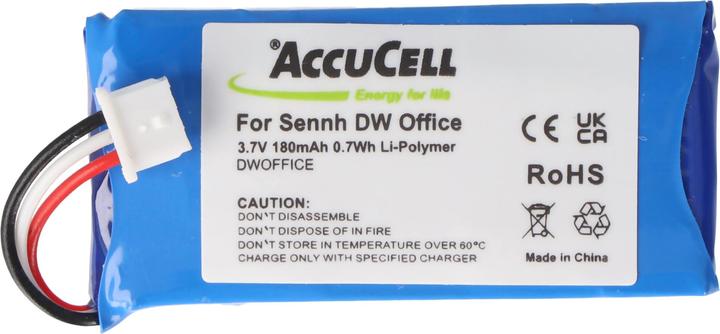 ®ACCUCELL
Energy for life
For Sennh DW Office
3.7V 180mAh 0.7Wh Li-Polymer
DWOFFICE
CAUTION:
DON'T DISASSEMBLE
DON'T DISPOSE OF IN FIRE
DON'T STORE IN TEMPERATURE OVER 60°C
CHARGE ONLY WITH SPECIFIED CHARGER
CE UK CA
RoHS
Made in China